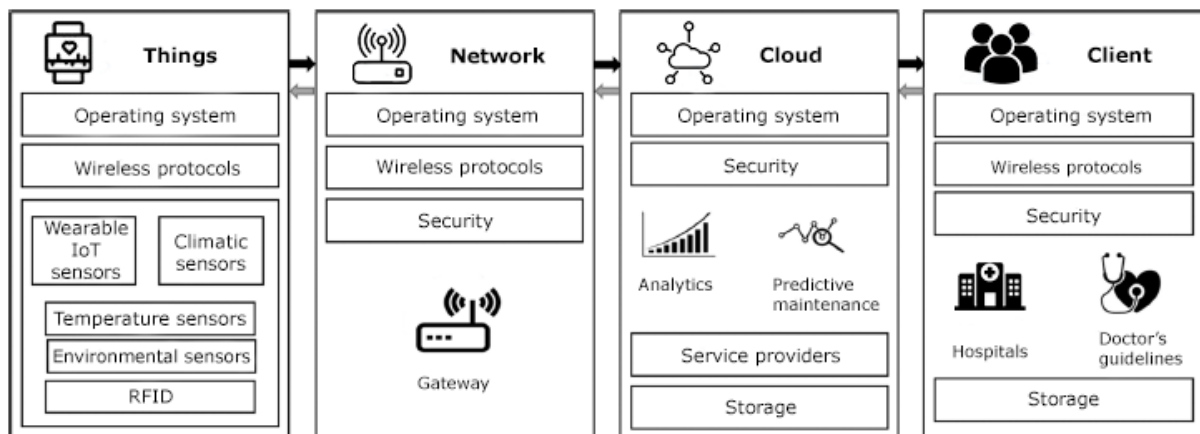 Things
Operating system
Wireless protocols
Wearable
IoT
sensors
Climatic
sensors
Temperature sensors
Environmental sensors
RFID
Network
Operating system
Wireless protocols
Security
Gateway
Cloud
Operating system
Security
Analytics
Predictive
maintenance
Service providers
Storage
Client
Operating system
Wireless protocols
Security
Hospitals
Doctor's
guidelines
Storage